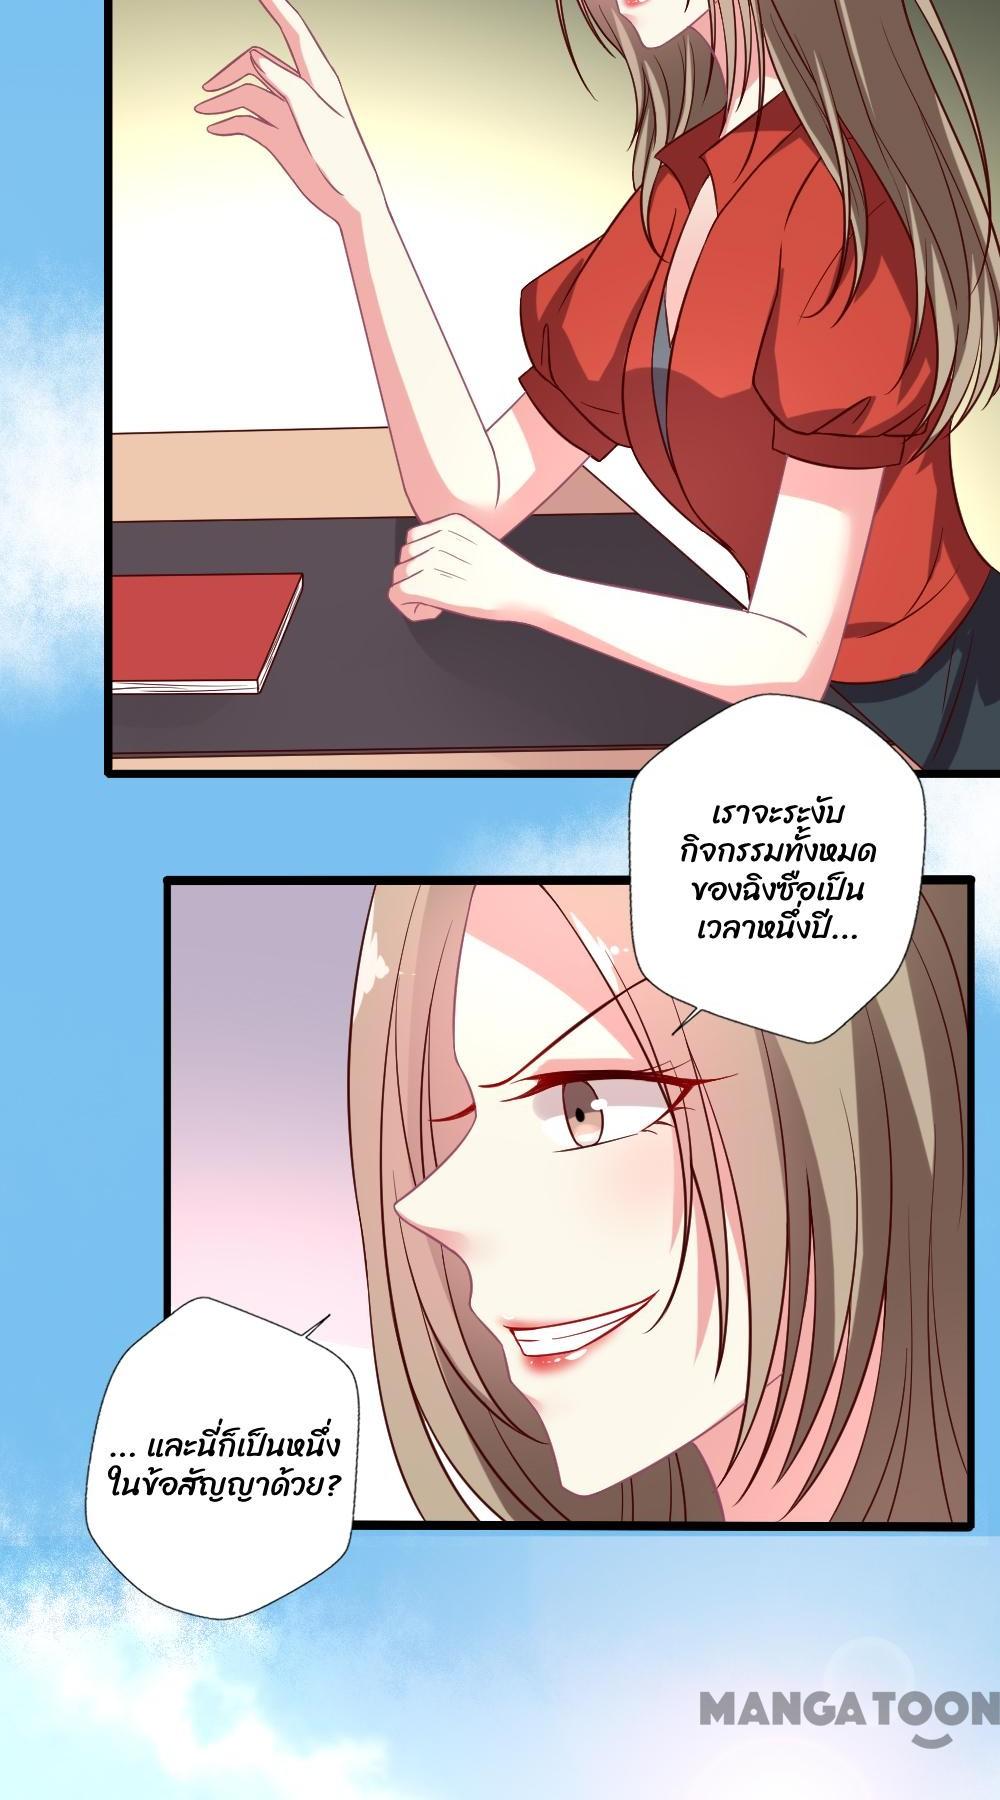 เราจะระงับ
กิจกรรมทั้งหมด
ของฉิงซือเป็น
เวลาหนึ่งปี...
... และนี่ก็เป็นหนึ่ง
ในข้อสัญญาด้วย?
MANGATOON